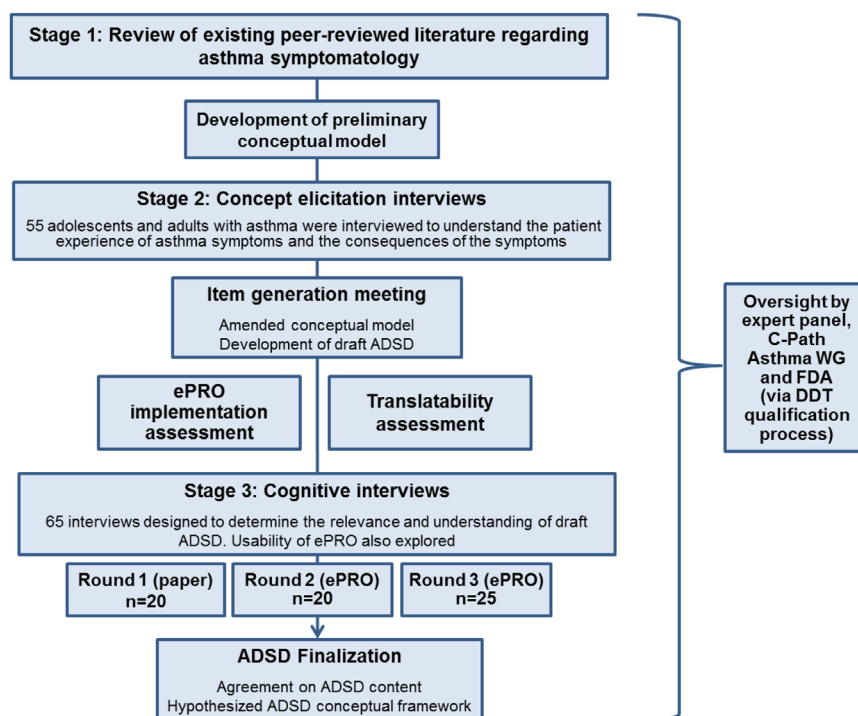 Stage 1: Review of existing peer-reviewed literature regarding
asthma symptomatology
Development of preliminary
conceptual model
Stage 2: Concept elicitation interviews
55 adolescents and adults with asthma were interviewed to understand the patient
experience of asthma symptoms and the consequences of the symptoms
Item generation meeting
Amended conceptual model
Development of draft ADSD
ePRO
implementation
assessment
Translatability
assessment
Stage 3: Cognitive interviews
65 interviews designed to determine the relevance and understanding of draft
ADSD. Usability of ePRO also explored
Round 1 (paper)
n=20
Round 2 (ePRO)
n=20
Round 3 (ePRO)
n=25
ADSD Finalization
Agreement on ADSD content
Hypothesized ADSD conceptual framework
Oversight by
expert panel,
C-Path
Asthma WG
and FDA
(via DDT
qualification
process)